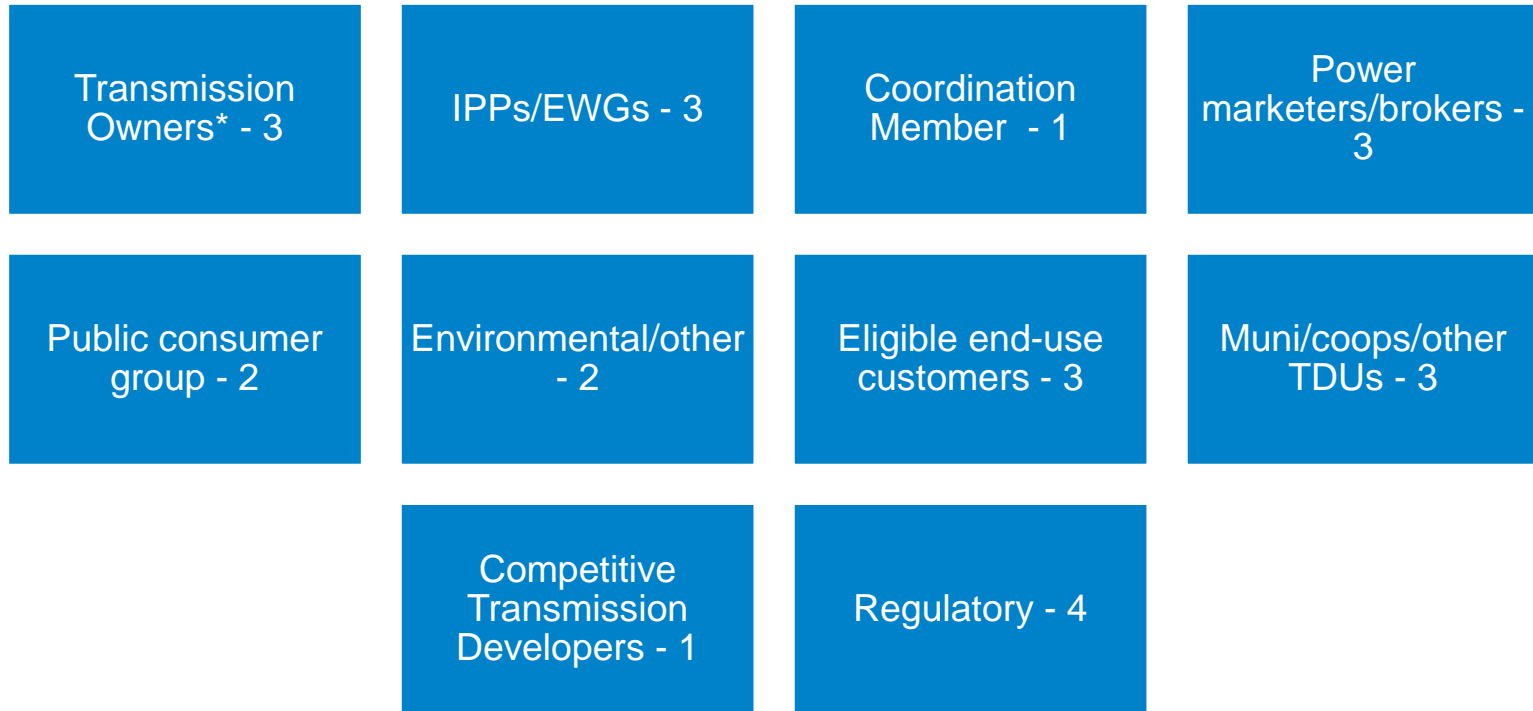 Transmission
Owners* - 3
IPPs/EWGs - 3
Coordination
Member - 1
Power
marketers/brokers -
3
Public consumer
group - 2
Environmental/other
- 2
Eligible end-use
customers - 3
Muni/coops/other
TDUs - 3
Competitive
Transmission
Developers - 1
Regulatory - 4